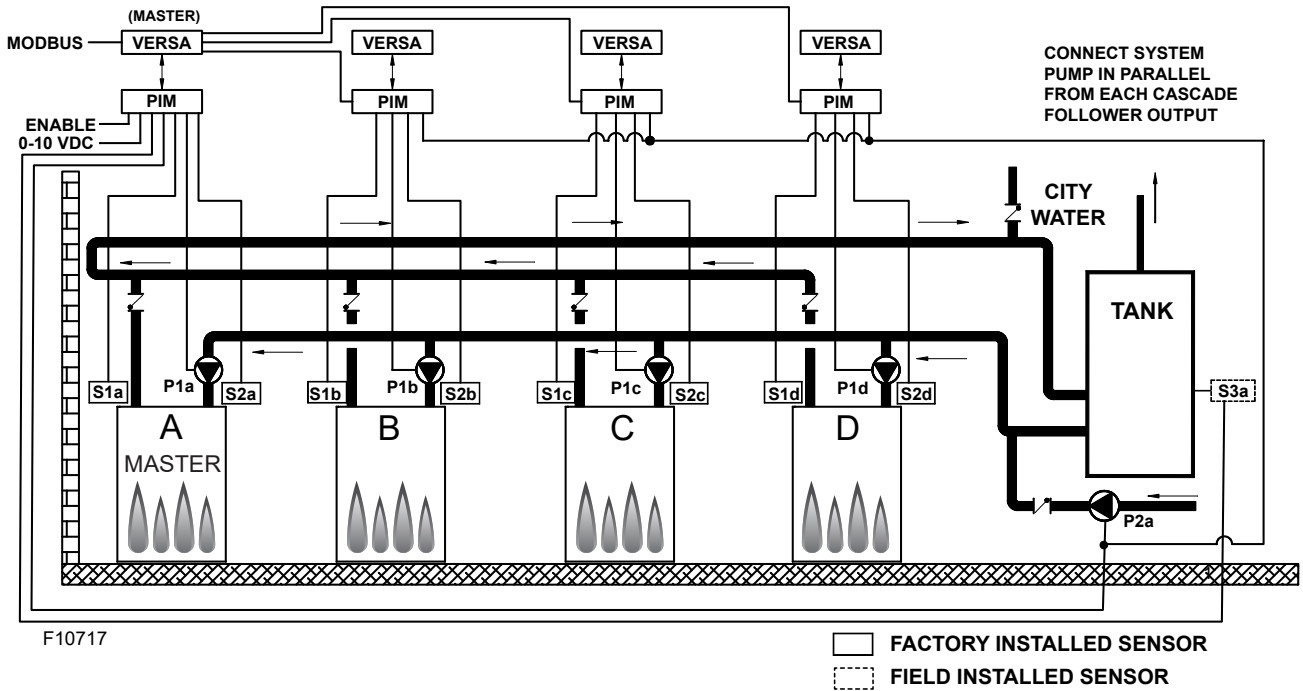 (MASTER)
MODBUS
VERSA
VERSA
VERSA
VERSA
CONNECT SYSTEM
PUMP IN PARALLEL
FROM EACH CASCADE
FOLLOWER OUTPUT
PIM
PIM
PIM
PIM
ENABLE
0-10 VDC
CITY
WATER
TANK
S1a
P1a
S2a
S1b
P1b
S2b
S1c
P1c
S2c
S1d
P1d
S2d
S3a
A
MASTER
B
C
D
P2a
F10717
FACTORY INSTALLED SENSOR
FIELD INSTALLED SENSOR